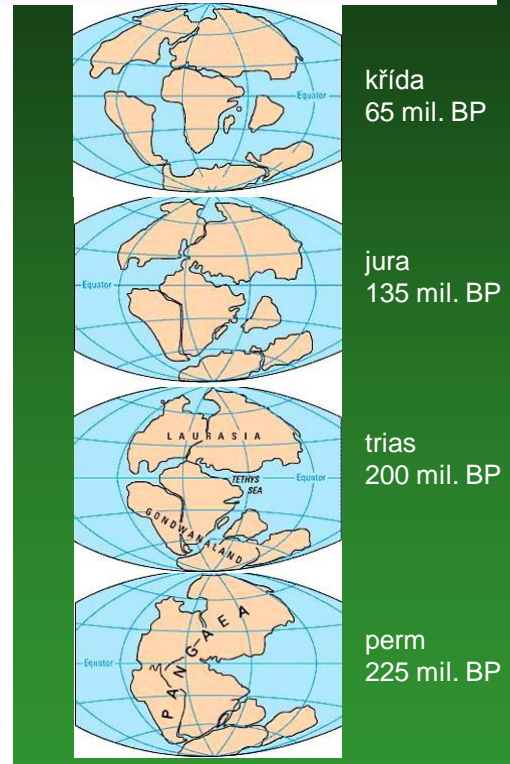 Equator
křída
65 mil. BP
Equator
jura
135 mil. BP
LAURASIA
TETHYS
SEA
Equator
GONDWANALAND
trias
200 mil. BP
PANGAEA
Equator
perm
225 mil. BP